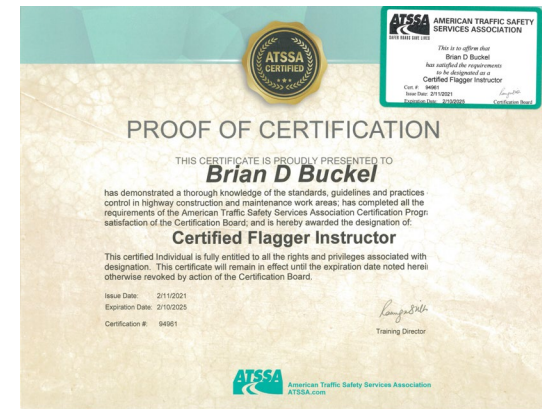 ATSSA
SAFER ROADS SAVE LIVES
AMERICAN TRAFFIC SAFETY
SERVICES ASSOCIATION
This is to affirm that
Brian D Buckel
has satisfied the requirements
to be designated as a
Certified Flagger Instructor
Cert. #: 94961
Issue Date: 2/11/2021
Expiration Date: 2/10/2025
Certification Board
ATSSA
CERTIFIED
PROOF OF CERTIFICATION
THIS CERTIFICATE IS PROUDLY PRESENTED TO
Brian D Buckel
has demonstrated a thorough knowledge of the standards, guidelines and practices
control in highway construction and maintenance work areas; has completed all the
requirements of the American Traffic Safety Services Association Certification Progr
satisfaction of the Certification Board; and is hereby awarded the designation of:
Certified Flagger Instructor
This certified Individual is fully entitled to all the rights and privileges associated with
designation. This certificate will remain in effect until the expiration date noted herei
otherwise revoked by action of the Certification Board.
Issue Date: 2/11/2021
Expiration Date: 2/10/2025
Certification #: 94961
Training Director
ATSSA
American Traffic Safety Services Association
ATSSA.com